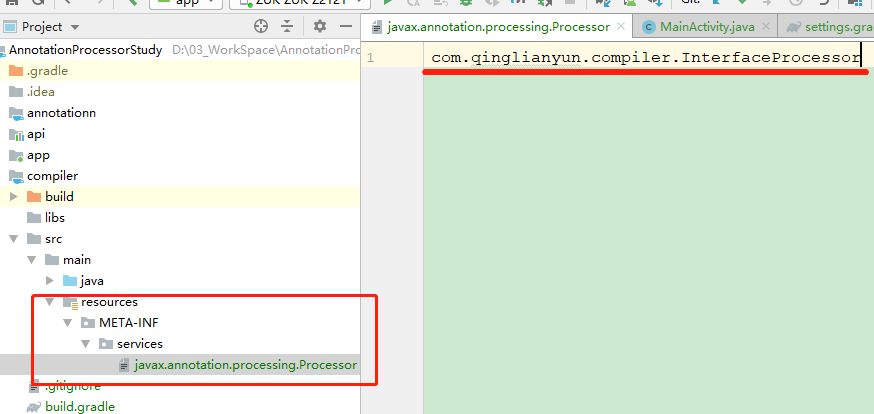 app
ZUK ZUK Z2121
Project
javax.annotation.processing.Processor
MainActivity.java
settings.gra
AnnotationProcessorStudy D:\03_WorkSpace\AnnotationPro
1
com.qinglianyun.compiler.InterfaceProcessor
.gradle
.idea
annotationn
api
app
compiler
build
libs
src
main
java
resources
META-INF
services
javax.annotation.processing.Processor
.gitignore
build.gradle